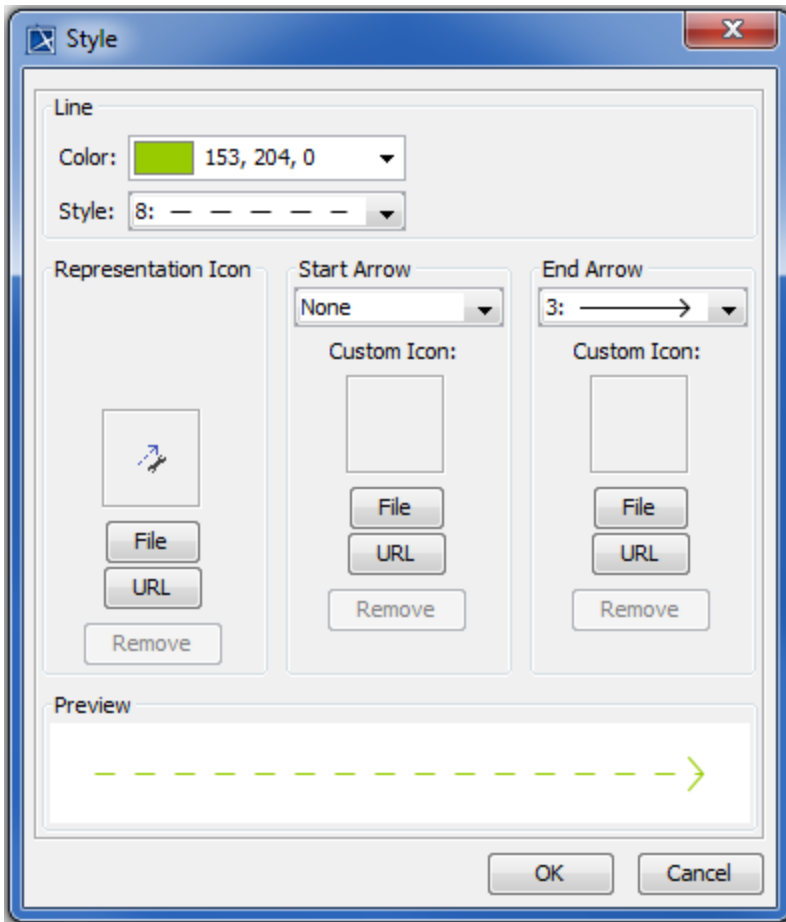 Style
Line
Color: 153, 204, 0
Style: 8:
Representation Icon
File
URL
Remove
Start Arrow
None
Custom Icon:
File
URL
Remove
End Arrow
3:
Custom Icon:
File
URL
Remove
Preview
OK Cancel